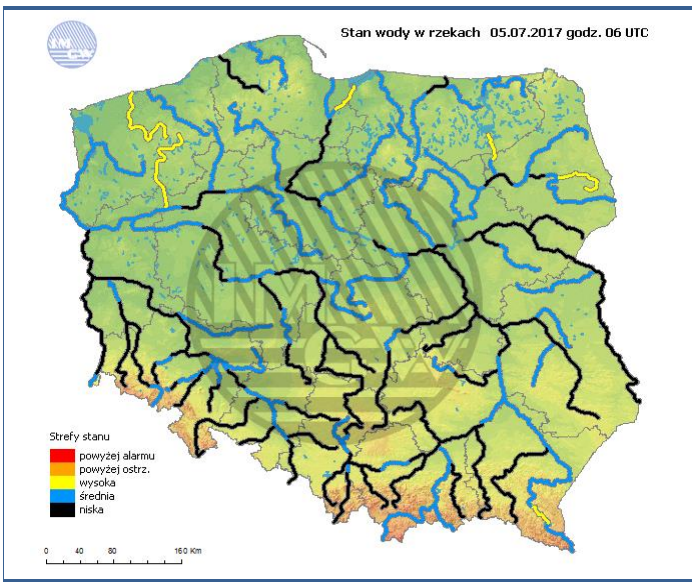 Stan wody w rzekach 05.07.2017 godz. 06 UTC
IMGW
Strefy stanu
powyżej alarmu
powyżej ostrz.
wysoka
średnia
niska
0 40 80 160 Km